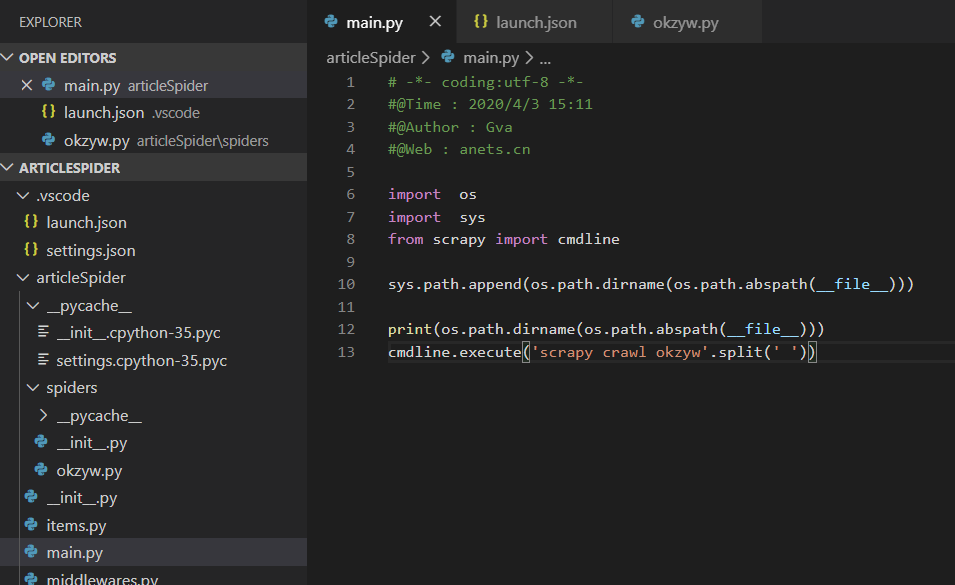 EXPLORER
OPEN EDITORS
main.py articleSpider
launch.json .vscode
okzyw.py articleSpider\spiders
ARTICLESPIDER
.vscode
launch.json
settings.json
articleSpider
__pycache__
__init__.cpython-35.pyc
settings.cpython-35.pyc
spiders
__pycache__
__init__.py
okzyw.py
__init__.py
items.py
main.py
middlewares.py
main.py launch.json okzyw.py
articleSpider > main.py > ...
1 # -*- coding:utf-8 -*-
2 #@Time : 2020/4/3 15:11
3 #@Author : Gva
4 #@Web : anets.cn
5
6 import  os
7 import  sys
8 from scrapy import cmdline
9
10 sys.path.append(os.path.dirname(os.path.abspath(__file__)))
11
12 print(os.path.dirname(os.path.abspath(__file__)))
13 cmdline.execute('scrapy crawl okzyw'.split(' '))